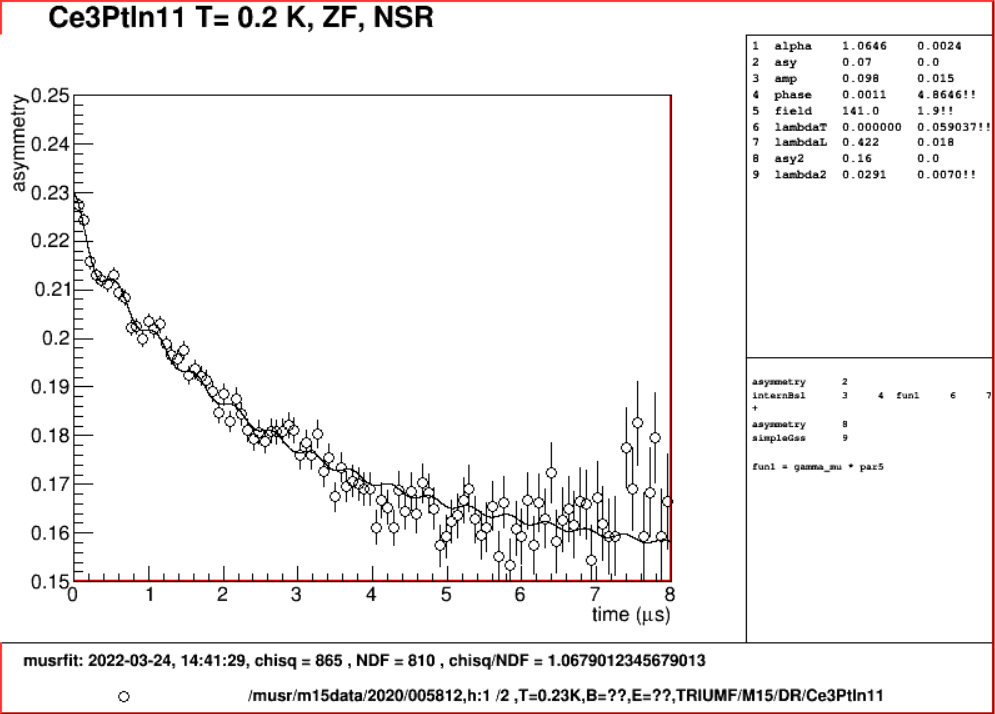 Ce3PtIn11 T= 0.2 K, ZF, NSR
1 alpha 1.0646 0.0024
2 asy 0.07 0.0
3 amp 0.098 0.015
4 phase 0.0011 4.8646!!
5 field 141.0 1.9!!
6 lambdaT 0.000000 0.059037!!
7 lambdaL 0.422 0.018
8 asy2 0.16 0.0
9 lambda2 0.0291 0.0070!!
asymmetry
0.25
0.24
0.23
0.22
0.21
0.2
0.19
0.18
0.17
0.16
0.15
0 1 2 3 4 5 6 7 8
time (μs)
asymmetry 2
internBsl 3 4 fun1 6 7
+
asymmetry 8
simpleGss 9
fun1 = gamma_mu * par5
musrfit: 2022-03-24, 14:41:29, chisq = 865 , NDF = 810 , chisq/NDF = 1.0679012345679013
/musr/m15data/2020/005812,h:1 /2 ,T=0.23K,B=??,E=??,TRIUMF/M15/DR/Ce3PtIn11